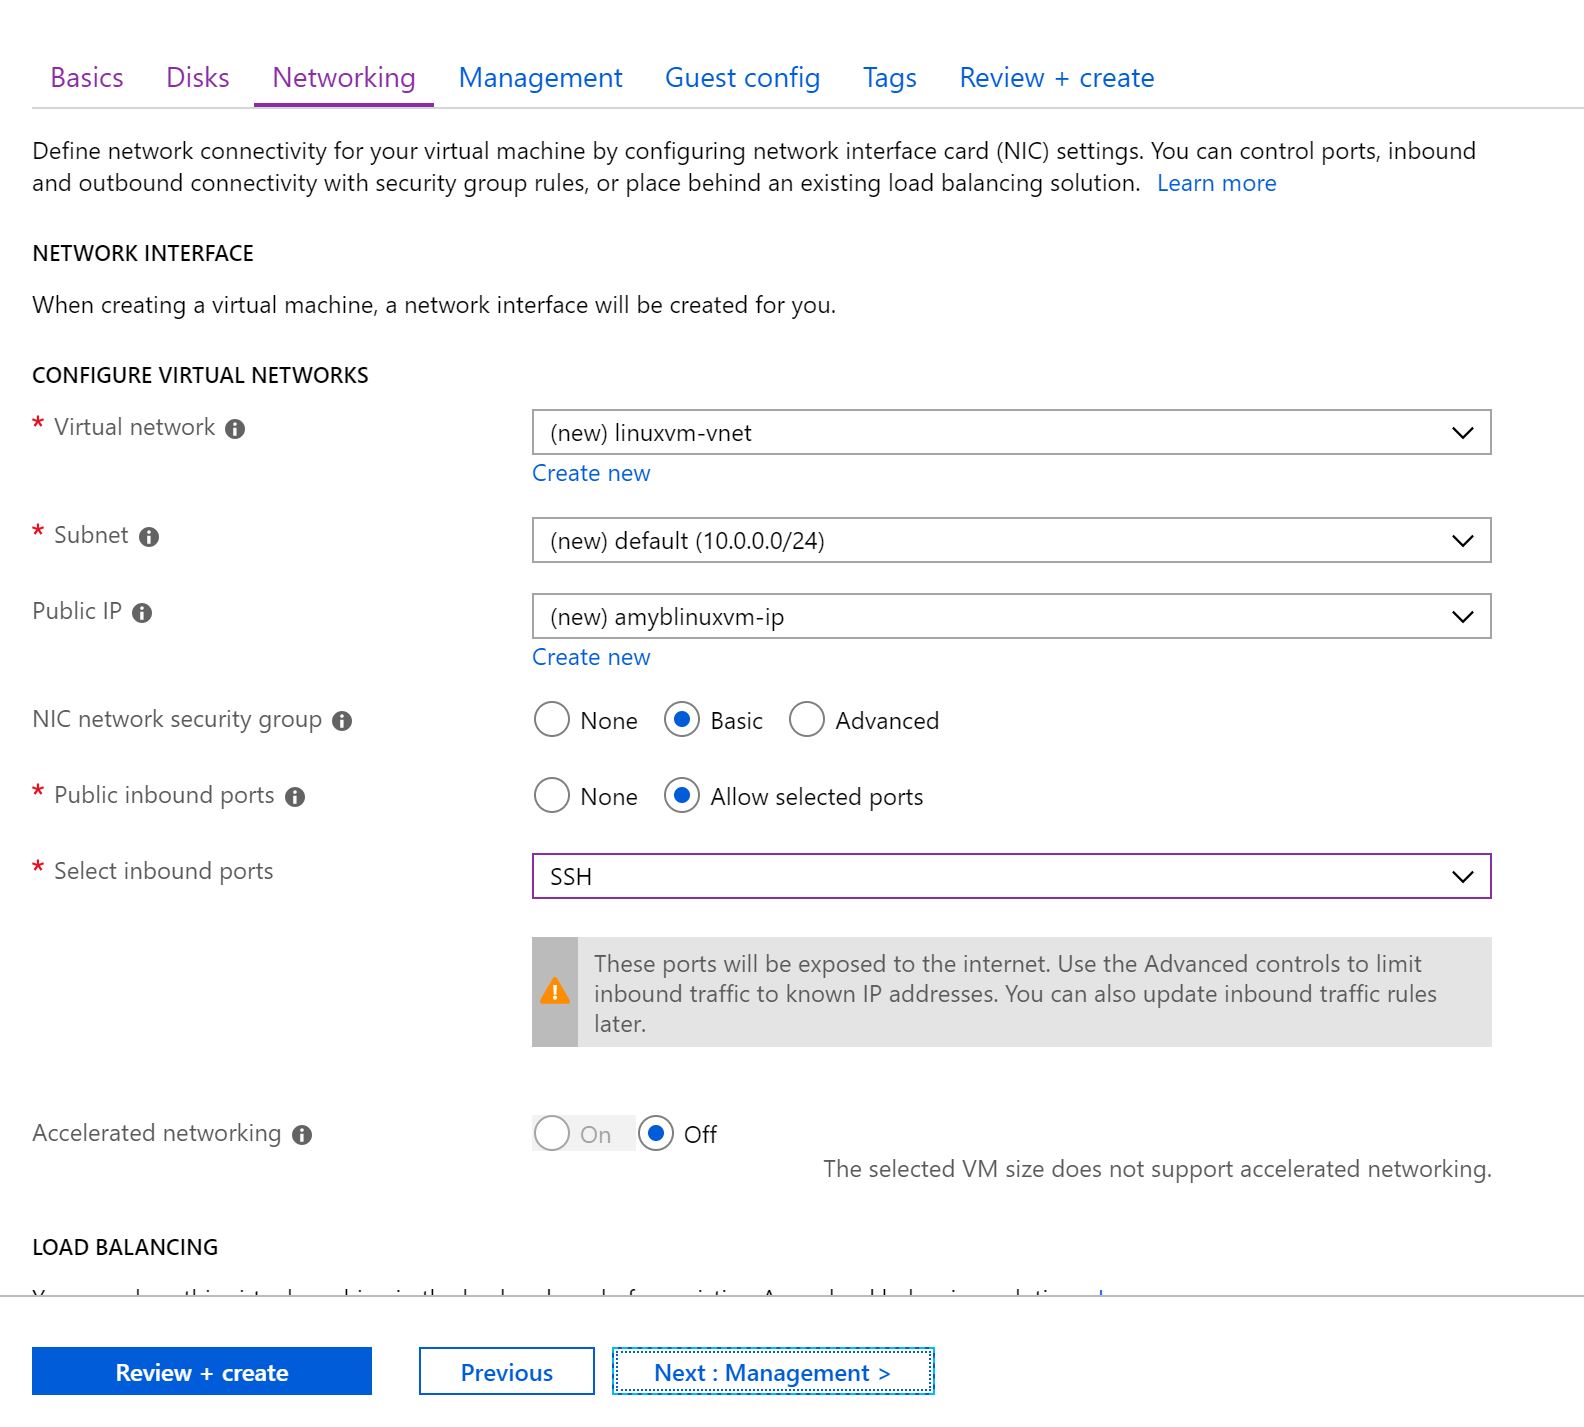 Basics Disks Networking Management Guest config Tags Review + create
Define network connectivity for your virtual machine by configuring network interface card (NIC) settings. You can control ports, inbound
and outbound connectivity with security group rules, or place behind an existing load balancing solution. Learn more
NETWORK INTERFACE
When creating a virtual machine, a network interface will be created for you.
CONFIGURE VIRTUAL NETWORKS
* Virtual network (new) linuxvm-vnet
Create new
* Subnet (new) default (10.0.0.0/24)
Public IP (new) amyblinuxvm-ip
Create new
NIC network security group None Basic Advanced
* Public inbound ports None Allow selected ports
* Select inbound ports SSH
These ports will be exposed to the internet. Use the Advanced controls to limit
inbound traffic to known IP addresses. You can also update inbound traffic rules
later.
Accelerated networking On Off
The selected VM size does not support accelerated networking.
LOAD BALANCING
Review + create Previous Next : Management >